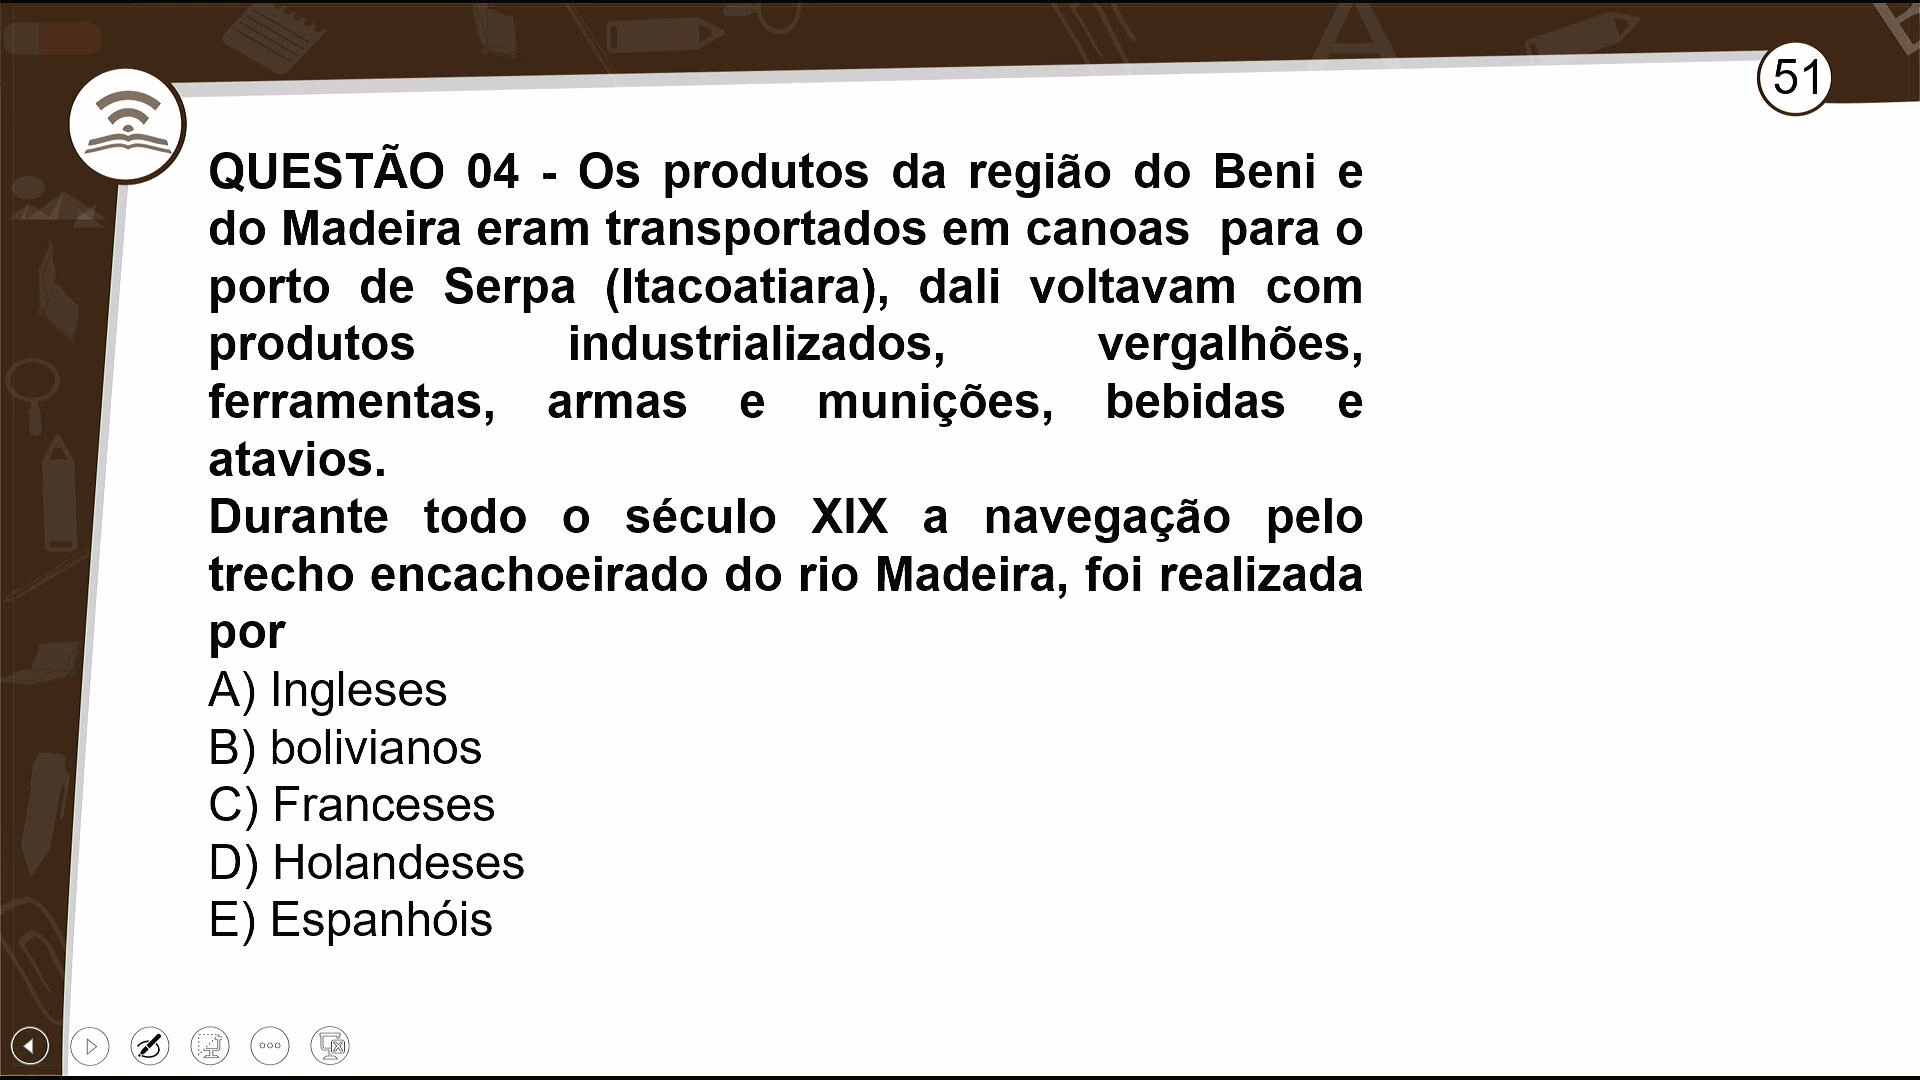 51
QUESTÃO 04 - Os produtos da região do Beni e
do Madeira eram transportados em canoas para o
porto de Serpa (Itacoatiara), dali voltavam com
produtos industrializados, vergalhões,
ferramentas, armas e munições, bebidas e
atavios.
Durante todo o século XIX a navegação pelo
trecho encachoeirado do rio Madeira, foi realizada
por
A) Ingleses
B) bolivianos
C) Franceses
D) Holandeses
E) Espanhóis